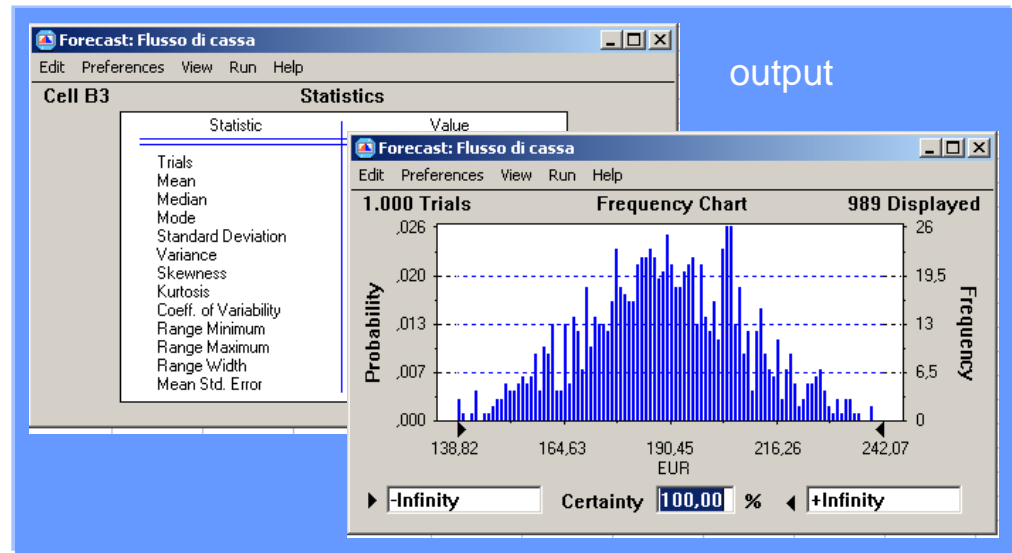 output
Forecast: Flusso di cassa
Edit Preferences View Run Help
Cell B3 Statistics
Statistic Value
Trials
Mean
Median
Mode
Standard Deviation
Variance
Skewness
Kurtosis
Coeff. of Variability
Range Minimum
Range Maximum
Range Width
Mean Std. Error
Forecast: Flusso di cassa
Edit Preferences View Run Help
1.000 Trials Frequency Chart 989 Displayed
Probability
,026
,020
,013
,007
,000
26
19,5
13
6,5
0
Frequency
138,82 164,63 190,45 216,26 242,07
EUR
-Infinity Certainty 100,00 % +Infinity